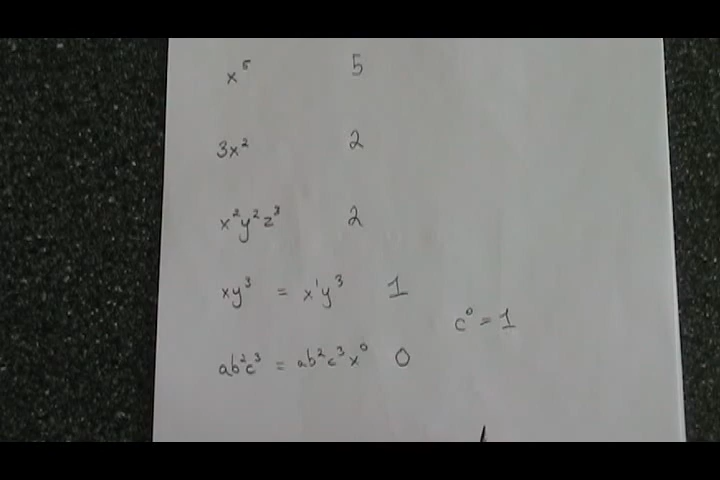 x⁵ 5
3x² 2
x²y²z³ 2
xy³ = x¹y³ 1
c⁰ = 1
ab²c³ = ab²c³x⁰ 0